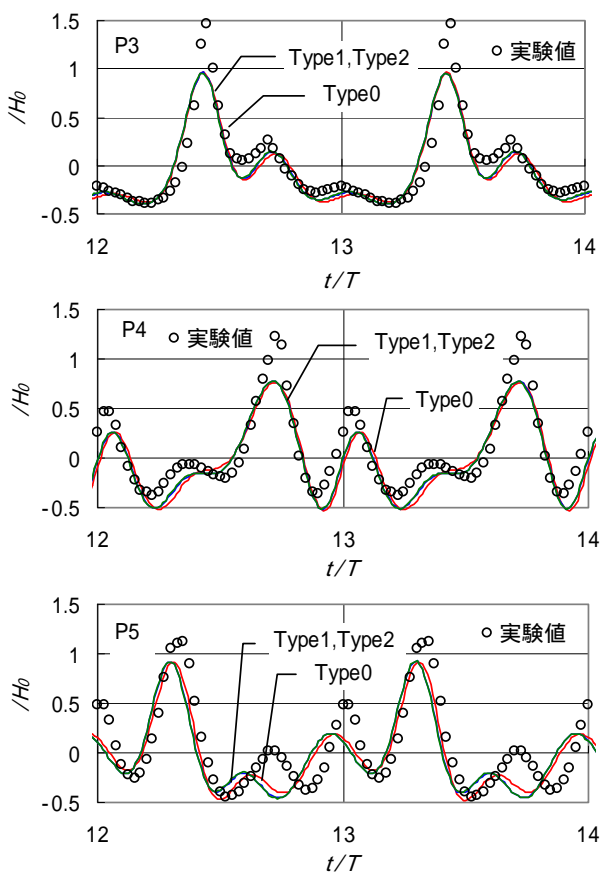 1.5
P3
Type1,Type2
実験値
1
Type0
0.5
0
-0.5
12
13
14
/H0
t/T
1.5
P4
実験値
Type1,Type2
1
Type0
0.5
0
-0.5
12
13
14
/H0
t/T
1.5
P5
Type1,Type2
実験値
1
Type0
0.5
0
-0.5
12
13
14
/H0
t/T